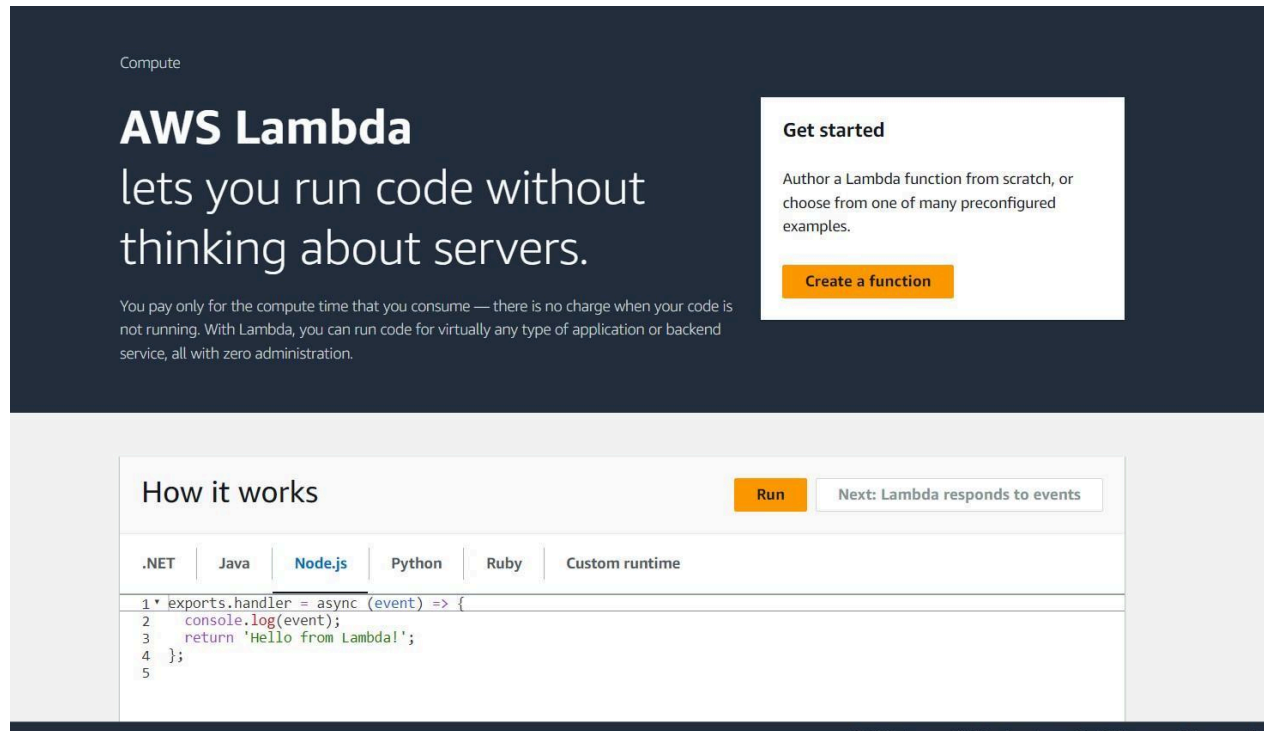 Compute
AWS Lambda
lets you run code without
thinking about servers.
You pay only for the compute time that you consume — there is no charge when your code is
not running. With Lambda, you can run code for virtually any type of application or backend
service, all with zero administration.
Get started
Author a Lambda function from scratch, or
choose from one of many preconfigured
examples.
Create a function
How it works
Run
Next: Lambda responds to events
.NET Java Node.js Python Ruby Custom runtime
1 exports.handler = async (event) => {
2 console.log(event);
3 return 'Hello from Lambda!';
4 };
5